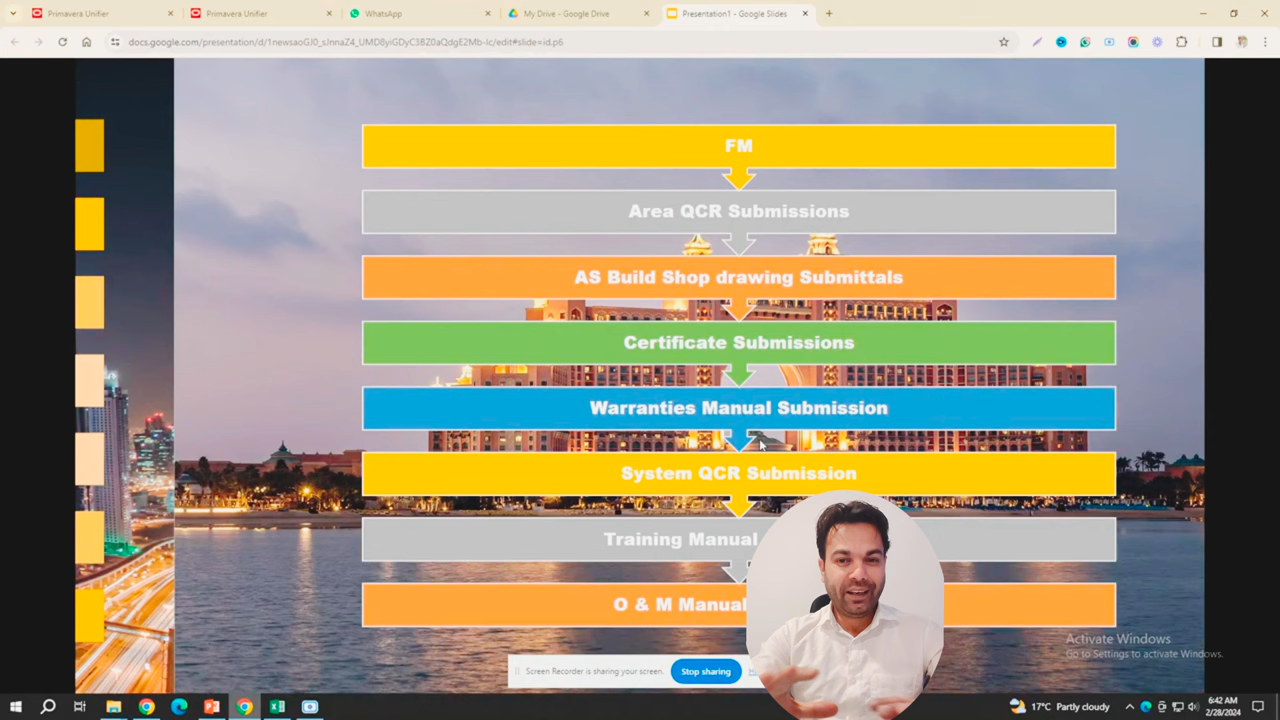 Primavera Unifier
Primavera Unifier
WhatsApp
My Drive - Google Drive
Presentation1 - Google Slides
docs.google.com/presentation/d/1newsaoGJ0_sJnnaZ4_UMD8yiGDyC3BZ0aQdgE2Mb-Ic/edit#slide=id.p6
FM
Area QCR Submissions
AS Build Shop drawing Submittals
Certificate Submissions
Warranties Manual Submission
System QCR Submission
Training Manual
O & M Manual
Activate Windows
Go to Settings to activate Windows.
Screen Recorder is sharing your screen.
Stop sharing
17°C Partly cloudy
6:42 AM
2/28/2024